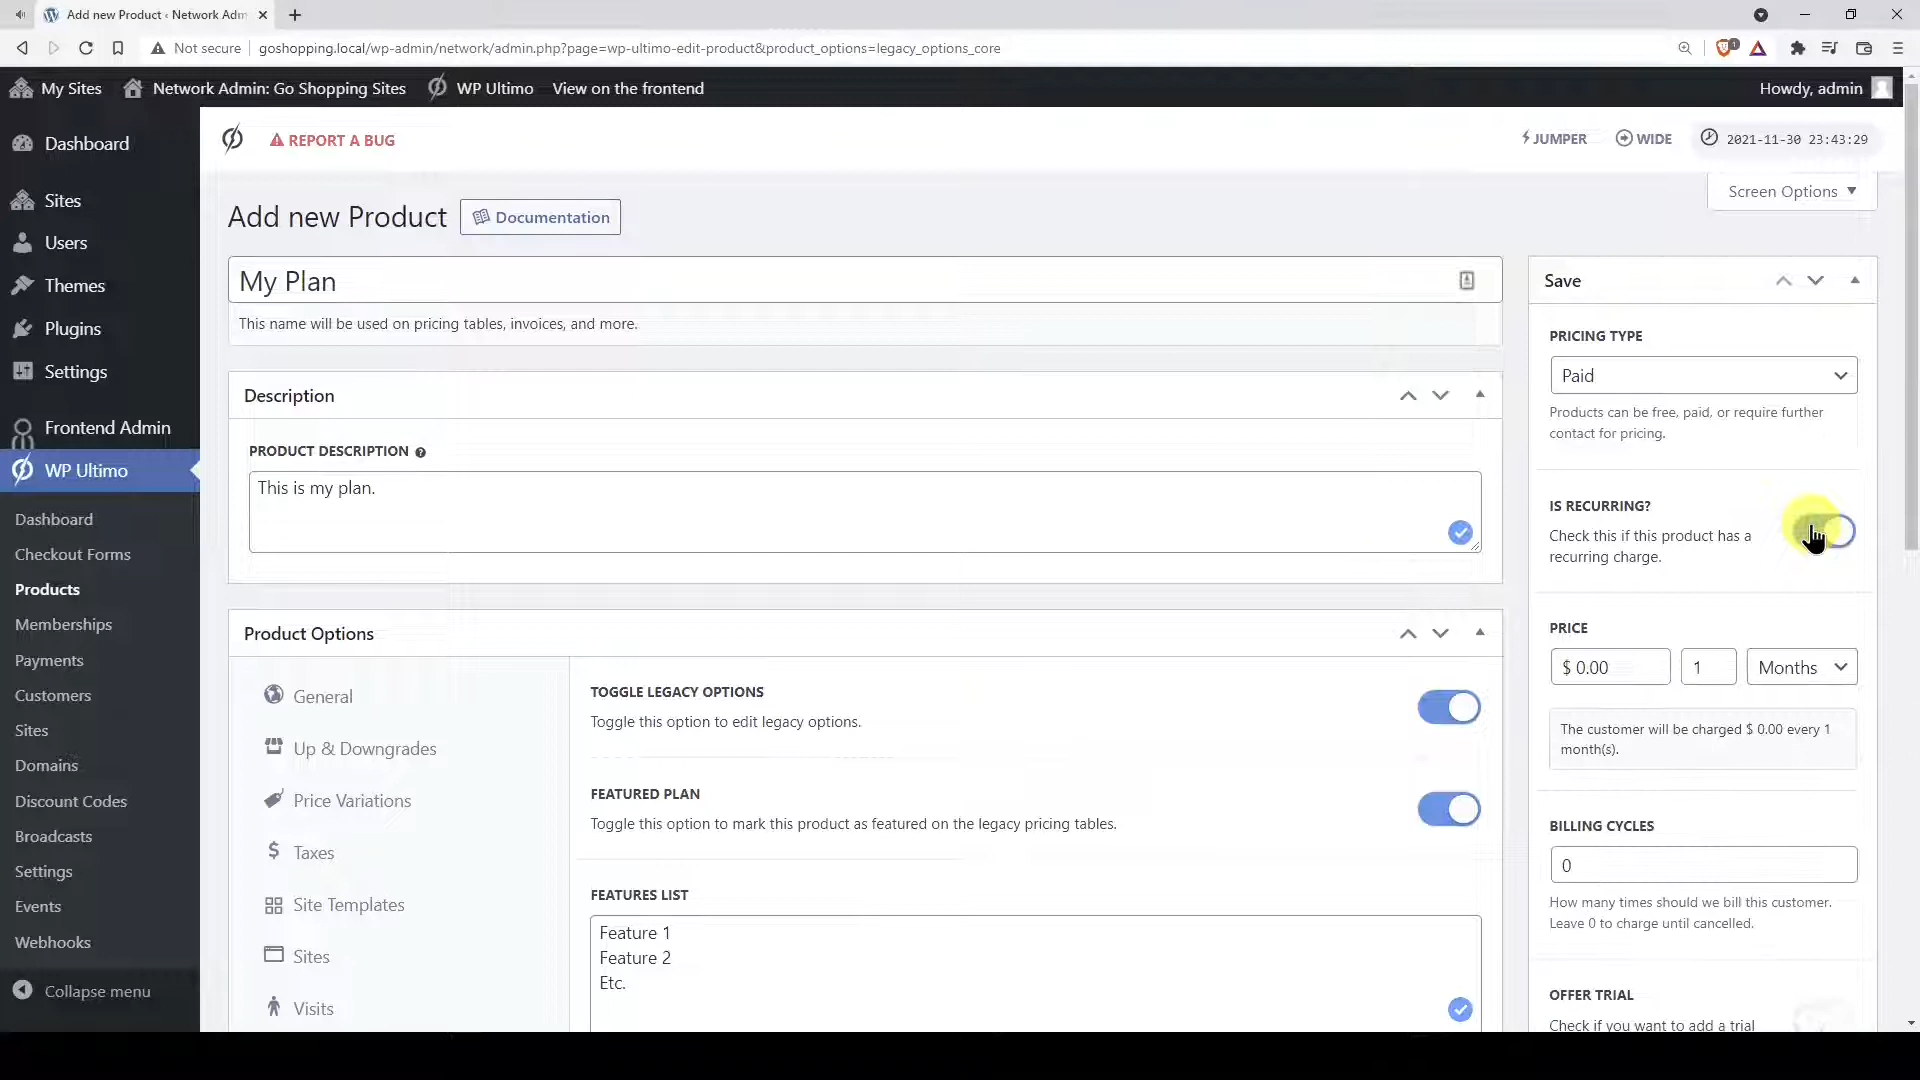 Add new Product ‹ Network Adm
Not secure
goshopping.local/wp-admin/network/admin.php?page=wp-ultimo-edit-product&product_options=legacy_options_core
1
My Sites
Network Admin: Go Shopping Sites
WP Ultimo
View on the frontend
Howdy, admin
Dashboard
Sites
Users
Themes
Plugins
Settings
Frontend Admin
WP Ultimo
Dashboard
Checkout Forms
Products
Memberships
Payments
Customers
Sites
Domains
Discount Codes
Broadcasts
Settings
Events
Webhooks
Collapse menu
REPORT A BUG
JUMPER
WIDE
2021-11-30 23:43:29
Screen Options
Add new Product
Documentation
My Plan
This name will be used on pricing tables, invoices, and more.
Description
PRODUCT DESCRIPTION
This is my plan.
Product Options
General
Up & Downgrades
Price Variations
Taxes
Site Templates
Sites
Visits
TOGGLE LEGACY OPTIONS
Toggle this option to edit legacy options.
FEATURED PLAN
Toggle this option to mark this product as featured on the legacy pricing tables.
FEATURES LIST
Feature 1
Feature 2
Etc.
Save
PRICING TYPE
Paid
Products can be free, paid, or require further
contact for pricing.
IS RECURRING?
Check this if this product has a
recurring charge.
PRICE
$ 0.00
1
Months
The customer will be charged $ 0.00 every 1
month(s).
BILLING CYCLES
0
How many times should we bill this customer.
Leave 0 to charge until cancelled.
OFFER TRIAL
Check if you want to add a trial